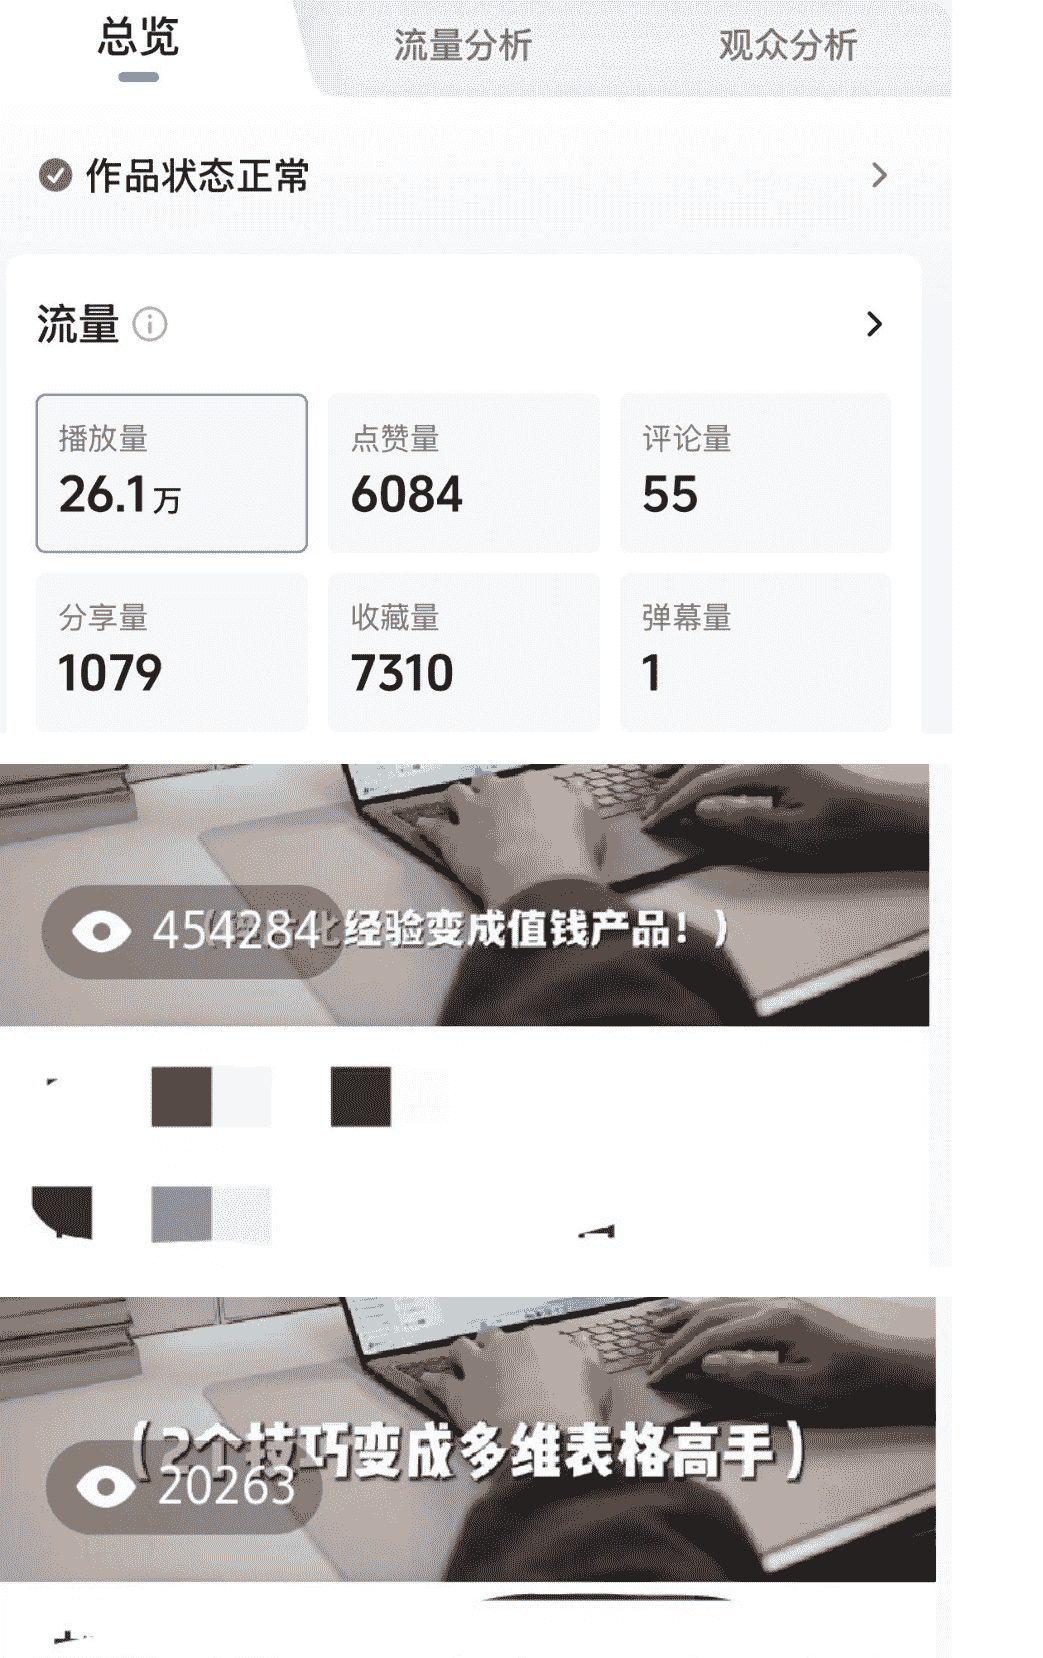 总览
流量分析
观众分析
作品状态正常
流量
播放量
点赞量
评论量
26.1万
6084
55
分享量
收藏量
弹幕量
1079
7310
1
454284
经验变成值钱产品！）
（2个技巧变成多维表格高手）
20263